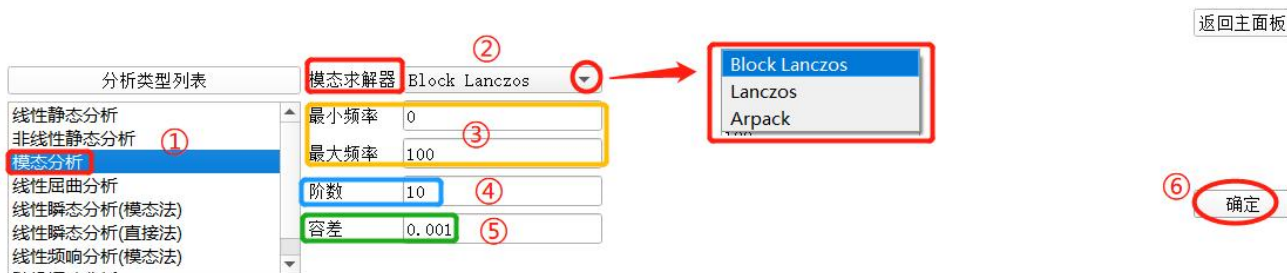 返回主面板
②
分析类型列表
模态求解器 Block Lanczos
Block Lanczos
Lanczos
Arpack
线性静态分析
非线性静态分析
①
模态分析
线性屈曲分析
线性瞬态分析(模态法)
线性瞬态分析(直接法)
线性频响分析(模态法)
最小频率 0
③
最大频率 100
阶数 10 ④
容差 0.001 ⑤
⑥
确定